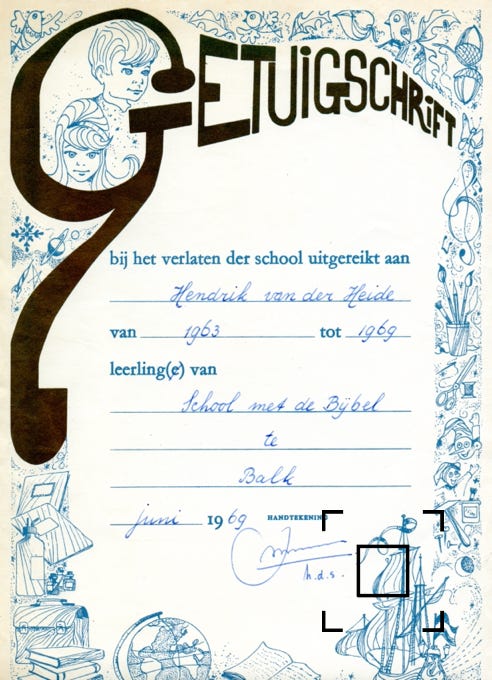 GETUIGSCHRIFT
bij het verlaten der school uitgereikt aan
Hendrik van der Heide
van 1963 tot 1969
leerling(e) van
School met de Bijbel
te
Balk
juni 1969 HANDTEKENING
h.d.s.